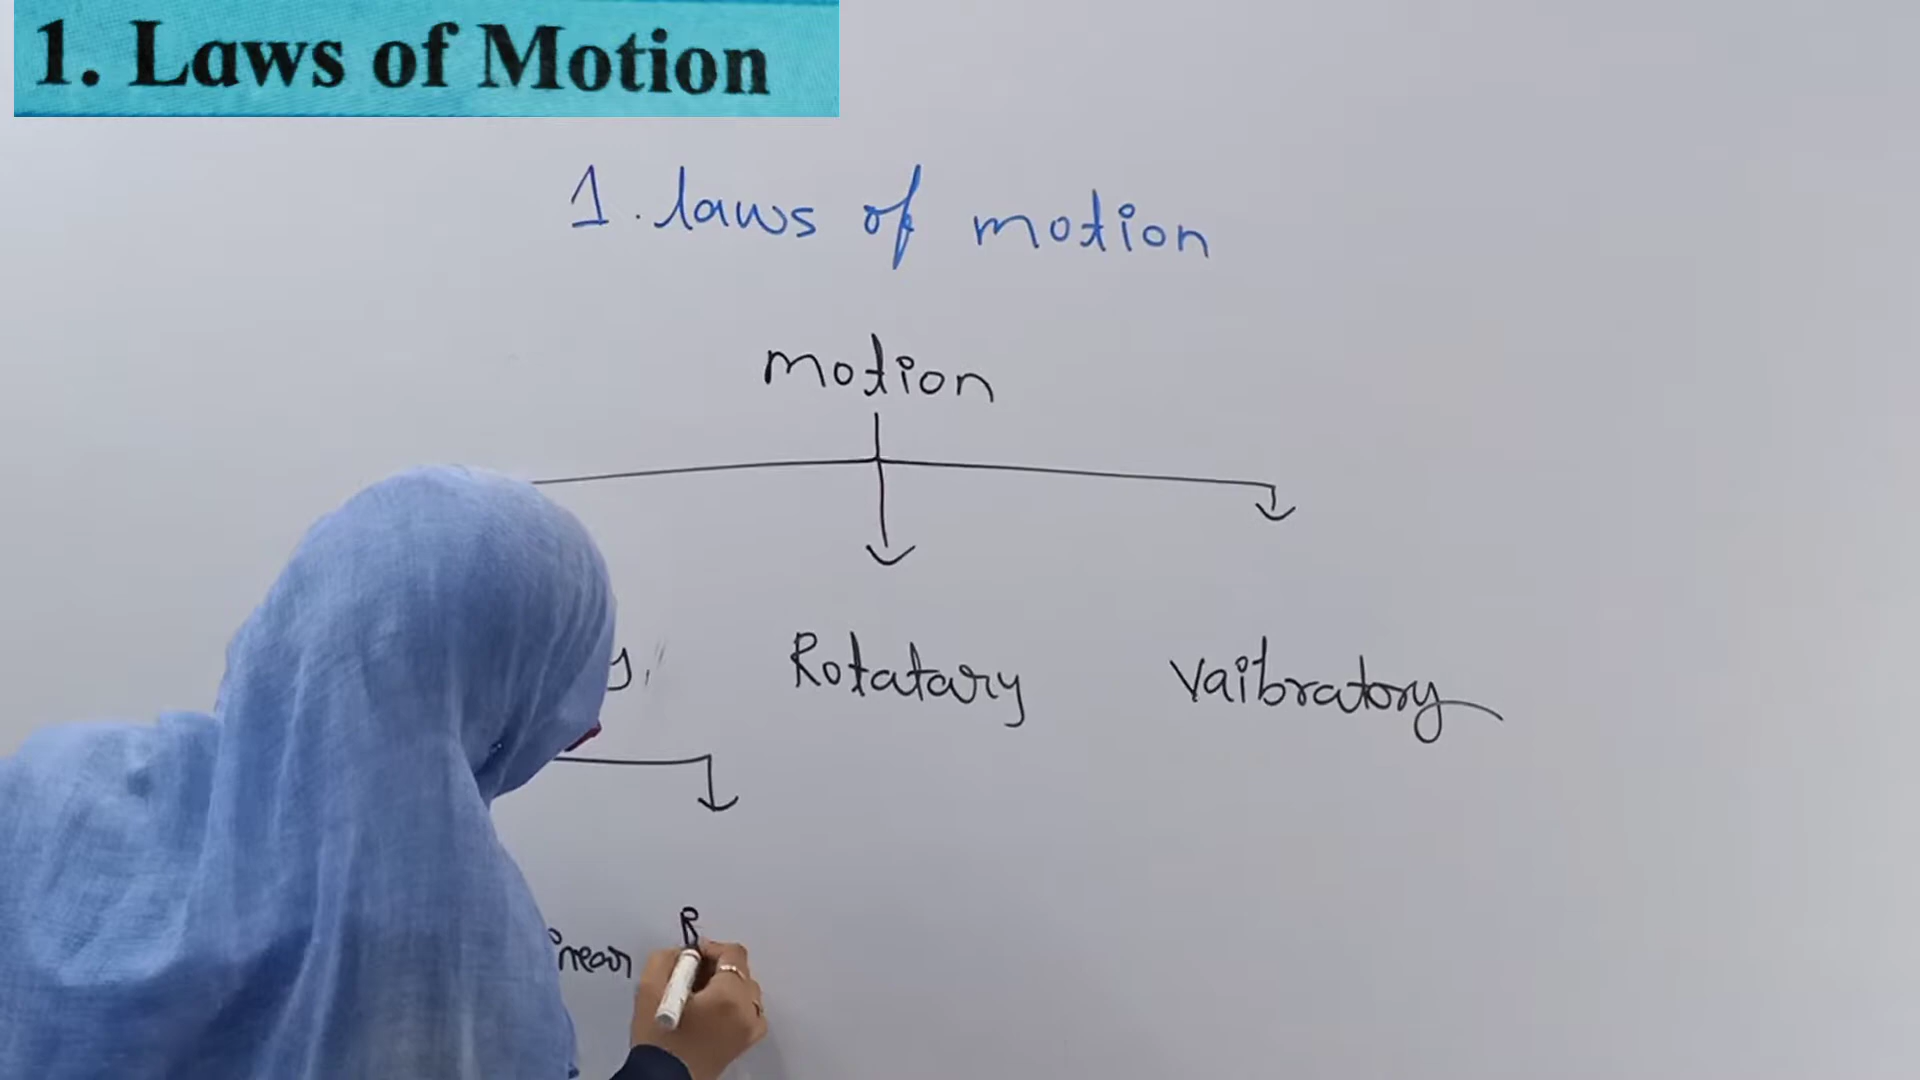 1. Laws of Motion
1. laws of motion
motion
Rotatary Vaibratory